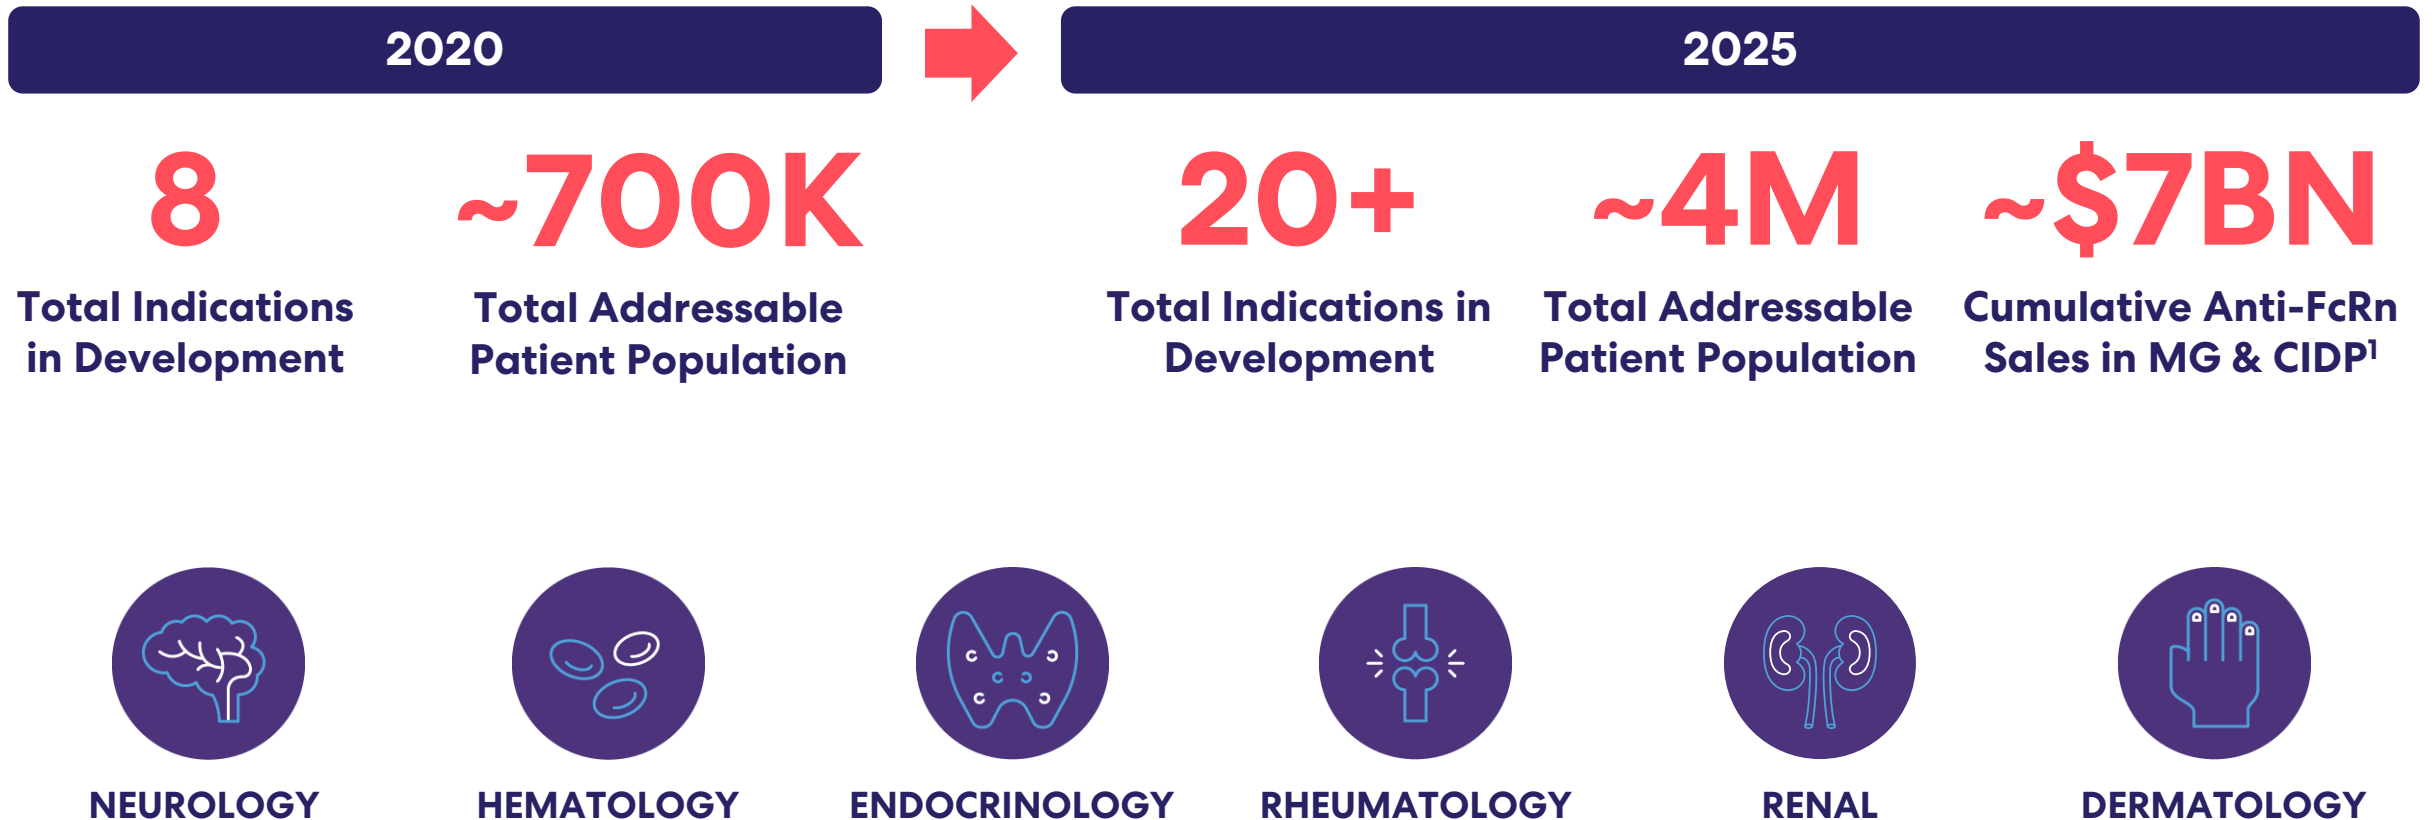 2020
8
Total Indications
in Development
~700K
Total Addressable
Patient Population
2025
20+
Total Indications in
Development
~4M
Total Addressable
Patient Population
~$7BN
Cumulative Anti-FcRn
Sales in MG & CIDP¹
NEUROLOGY
HEMATOLOGY
ENDOCRINOLOGY
RHEUMATOLOGY
RENAL
DERMATOLOGY